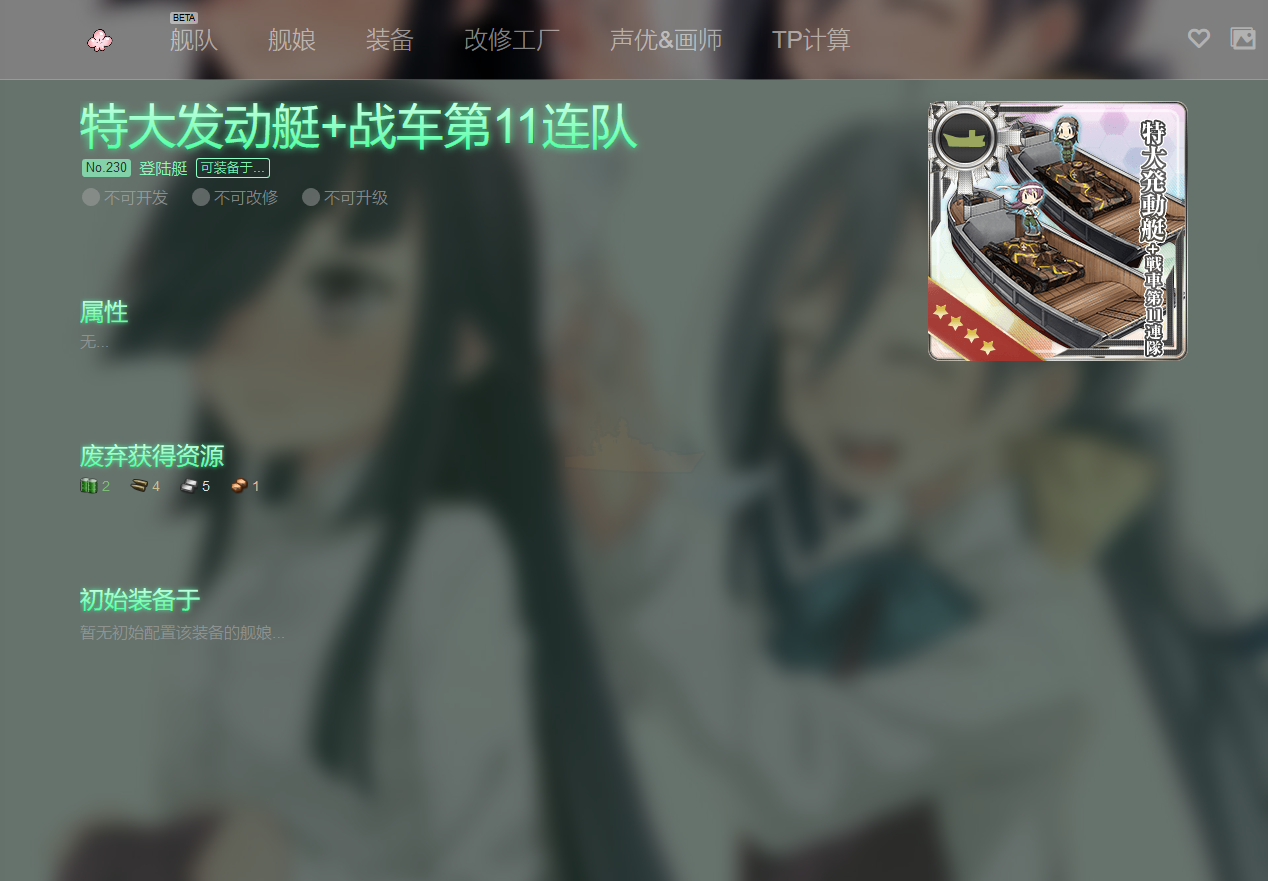 BETA
舰队 舰娘 装备 改修工厂 声优&画师 TP计算
特大发动艇+战车第11连队
No.230 登陆艇 可装备于...
不可开发 不可改修 不可升级
特大発動艇+戦車第11連隊
属性
无...
废弃获得资源
2 4 5 1
初始装备于
暂无初始配置该装备的舰娘...